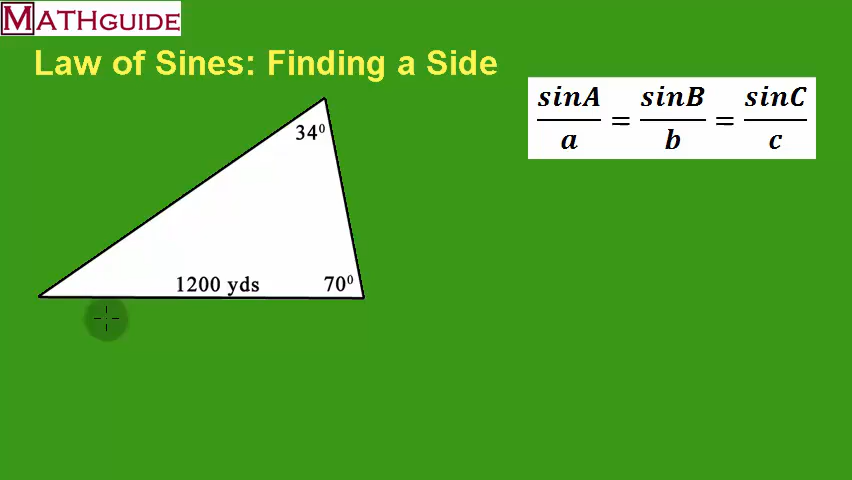 MATHGUIDE
Law of Sines: Finding a Side
sinA/a = sinB/b = sinC/c
34⁰
1200 yds 70⁰